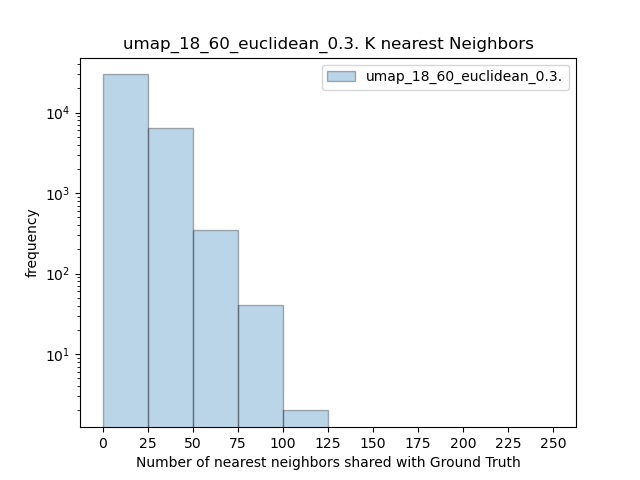 umap_18_60_euclidean_0.3. K nearest Neighbors
umap_18_60_euclidean_0.3.
frequency
10⁴
10³
10²
10¹
0 25 50 75 100 125 150 175 200 225 250
Number of nearest neighbors shared with Ground Truth